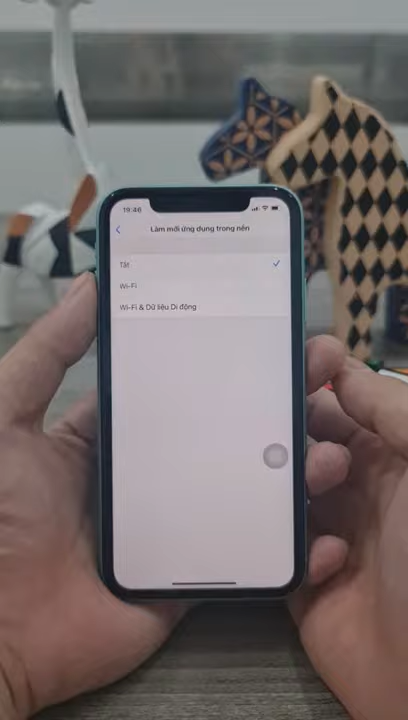 19:46
Làm mới ứng dụng trong nền
Tắt
Wi-Fi
Wi-Fi & Dữ liệu Di động